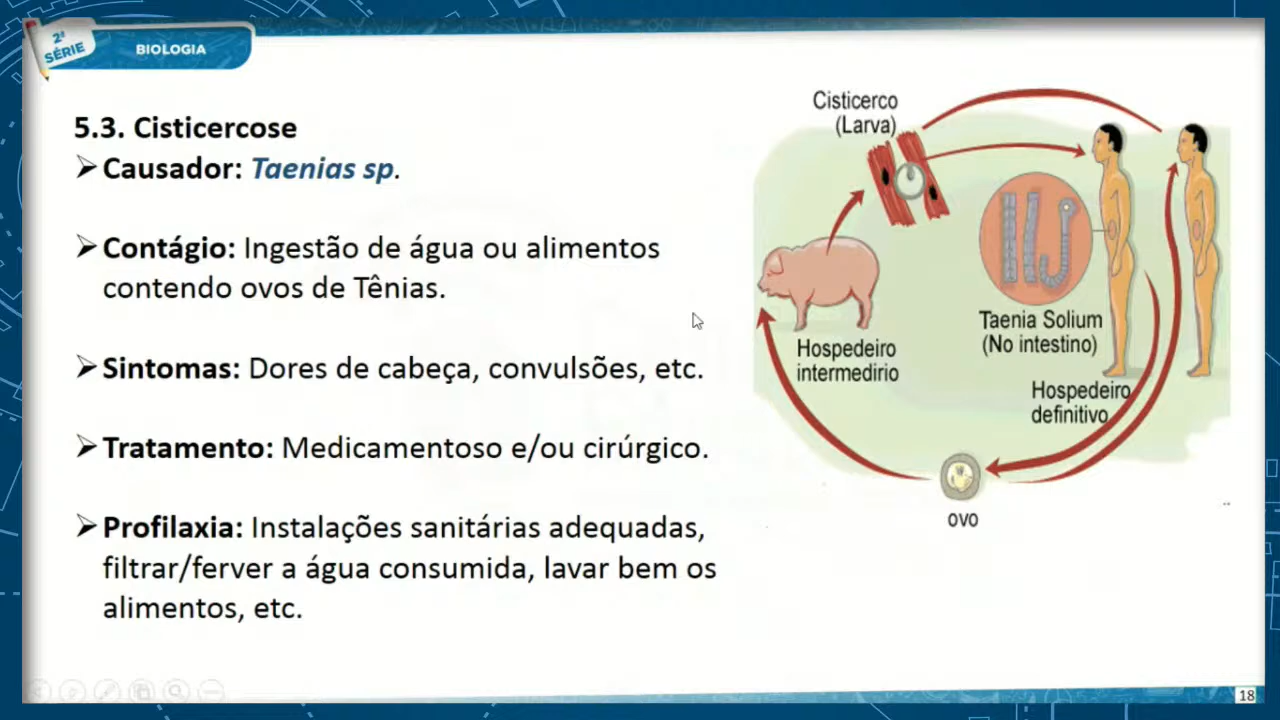 2ª
SÉRIE
BIOLOGIA
5.3. Cisticercose
➢Causador: Taenias sp.
➢Contágio: Ingestão de água ou alimentos
contendo ovos de Tênias.
➢Sintomas: Dores de cabeça, convulsões, etc.
➢Tratamento: Medicamentoso e/ou cirúrgico.
➢Profilaxia: Instalações sanitárias adequadas,
filtrar/ferver a água consumida, lavar bem os
alimentos, etc.
Cisticerco
(Larva)
Taenia Solium
(No intestino)
Hospedeiro
intermedirio
Hospedeiro
definitivo
ovo
18